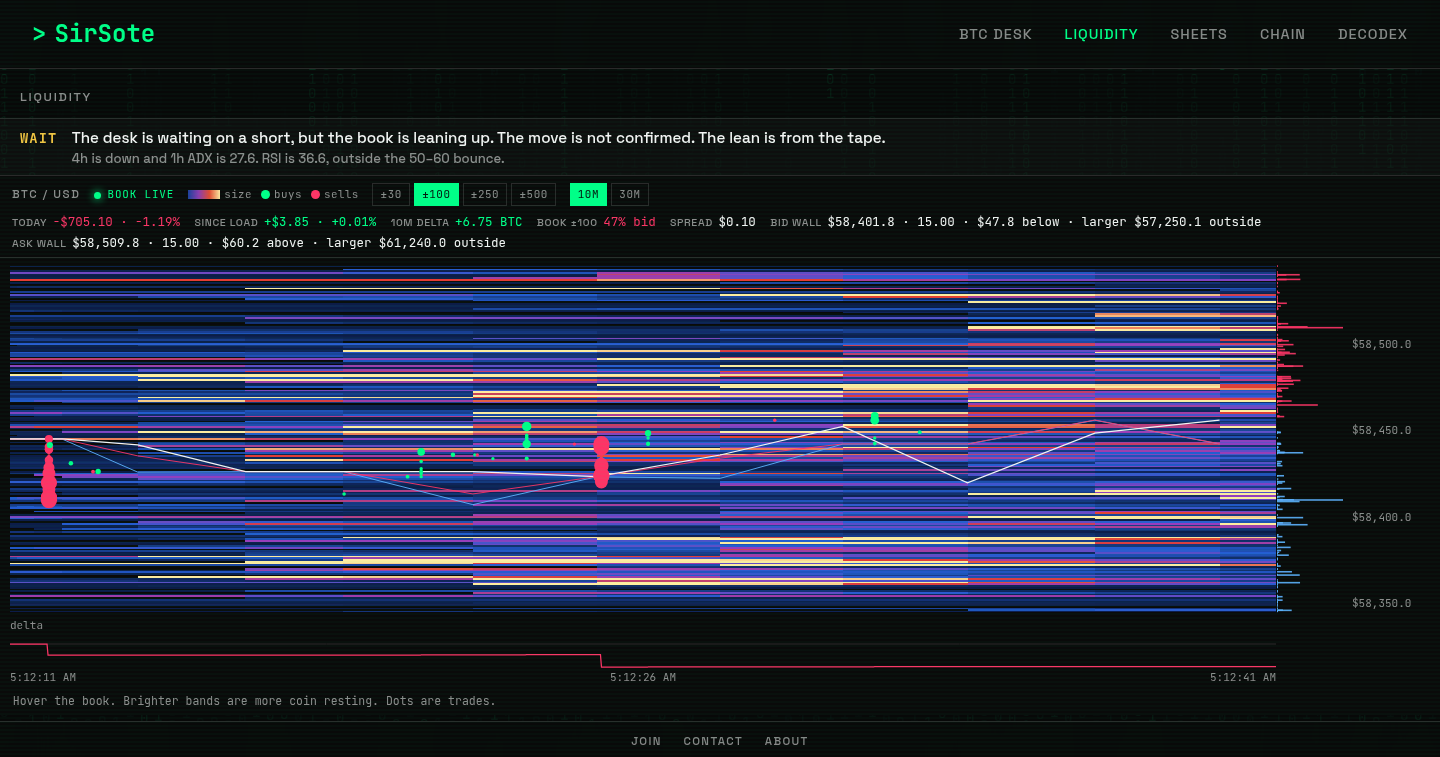 > SirSote
BTC DESK LIQUIDITY SHEETS CHAIN DECODEX
LIQUIDITY
WAIT The desk is waiting on a short, but the book is leaning up. The move is not confirmed. The lean is from the tape.
4h is down and 1h ADX is 27.6. RSI is 36.6, outside the 50–60 bounce.
BTC / USD BOOK LIVE size buys sells ±30 ±100 ±250 ±500 10M 30M
TODAY -$705.10 · -1.19% SINCE LOAD +$3.85 · +0.01% 10M DELTA +6.75 BTC BOOK ±100 47% bid SPREAD $0.10 BID WALL $58,401.8 · 15.00 · $47.8 below · larger $57,250.1 outside
ASK WALL $58,509.8 · 15.00 · $60.2 above · larger $61,240.0 outside
$58,500.0
$58,450.0
$58,400.0
$58,350.0
delta
5:12:11 AM 5:12:26 AM 5:12:41 AM
Hover the book. Brighter bands are more coin resting. Dots are trades.
JOIN CONTACT ABOUT